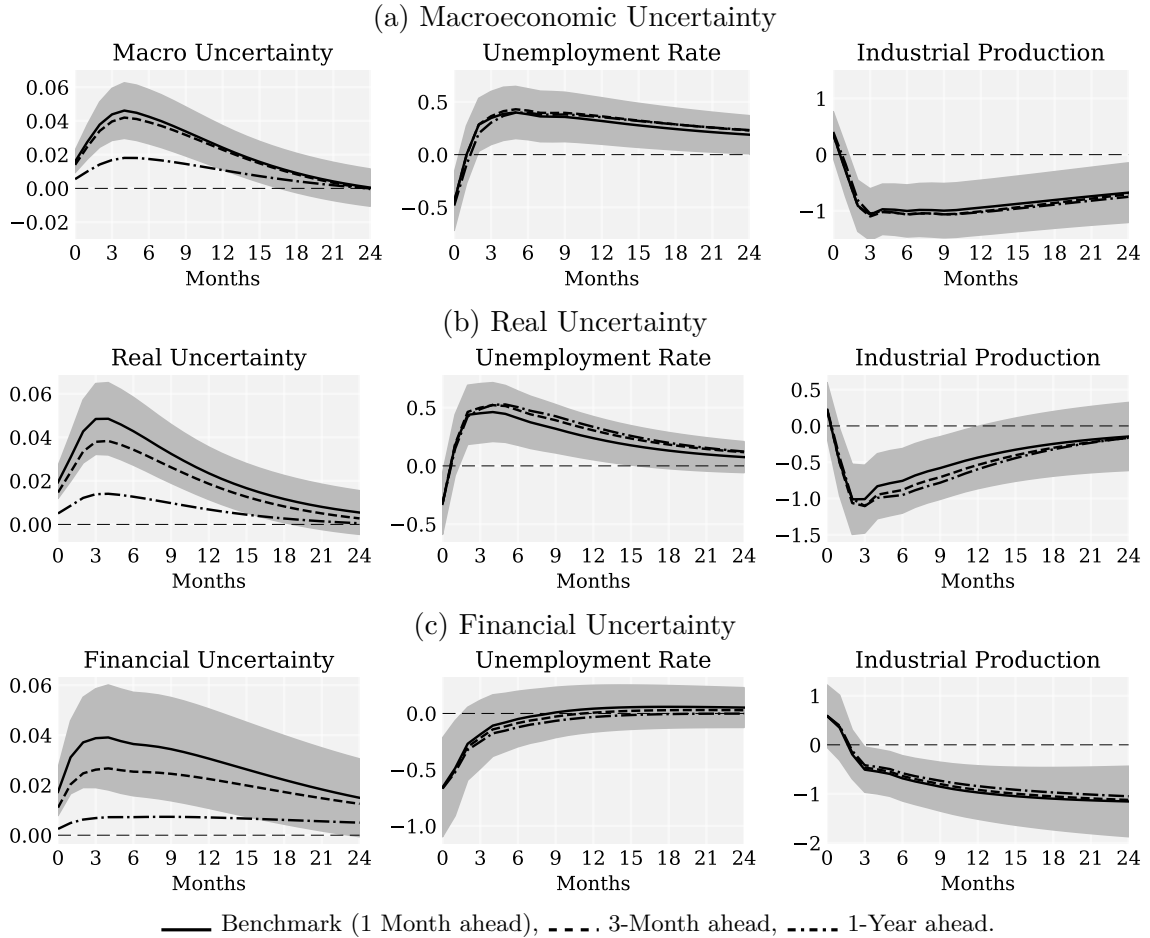 (a) Macroeconomic Uncertainty
Macro Uncertainty
0.06
0.04
0.02
0.00
−0.02
0 3 6 9 12 15 18 21 24
Months
Unemployment Rate
0.5
0.0
−0.5
0 3 6 9 12 15 18 21 24
Months
Industrial Production
1
0
−1
0 3 6 9 12 15 18 21 24
Months
(b) Real Uncertainty
Real Uncertainty
0.06
0.04
0.02
0.00
0 3 6 9 12 15 18 21 24
Months
Unemployment Rate
0.5
0.0
−0.5
0 3 6 9 12 15 18 21 24
Months
Industrial Production
0.5
0.0
−0.5
−1.0
−1.5
0 3 6 9 12 15 18 21 24
Months
(c) Financial Uncertainty
Financial Uncertainty
0.06
0.04
0.02
0.00
0 3 6 9 12 15 18 21 24
Months
Unemployment Rate
0.0
−0.5
−1.0
0 3 6 9 12 15 18 21 24
Months
Industrial Production
1
0
−1
−2
0 3 6 9 12 15 18 21 24
Months
Benchmark (1 Month ahead), 3-Month ahead, 1-Year ahead.